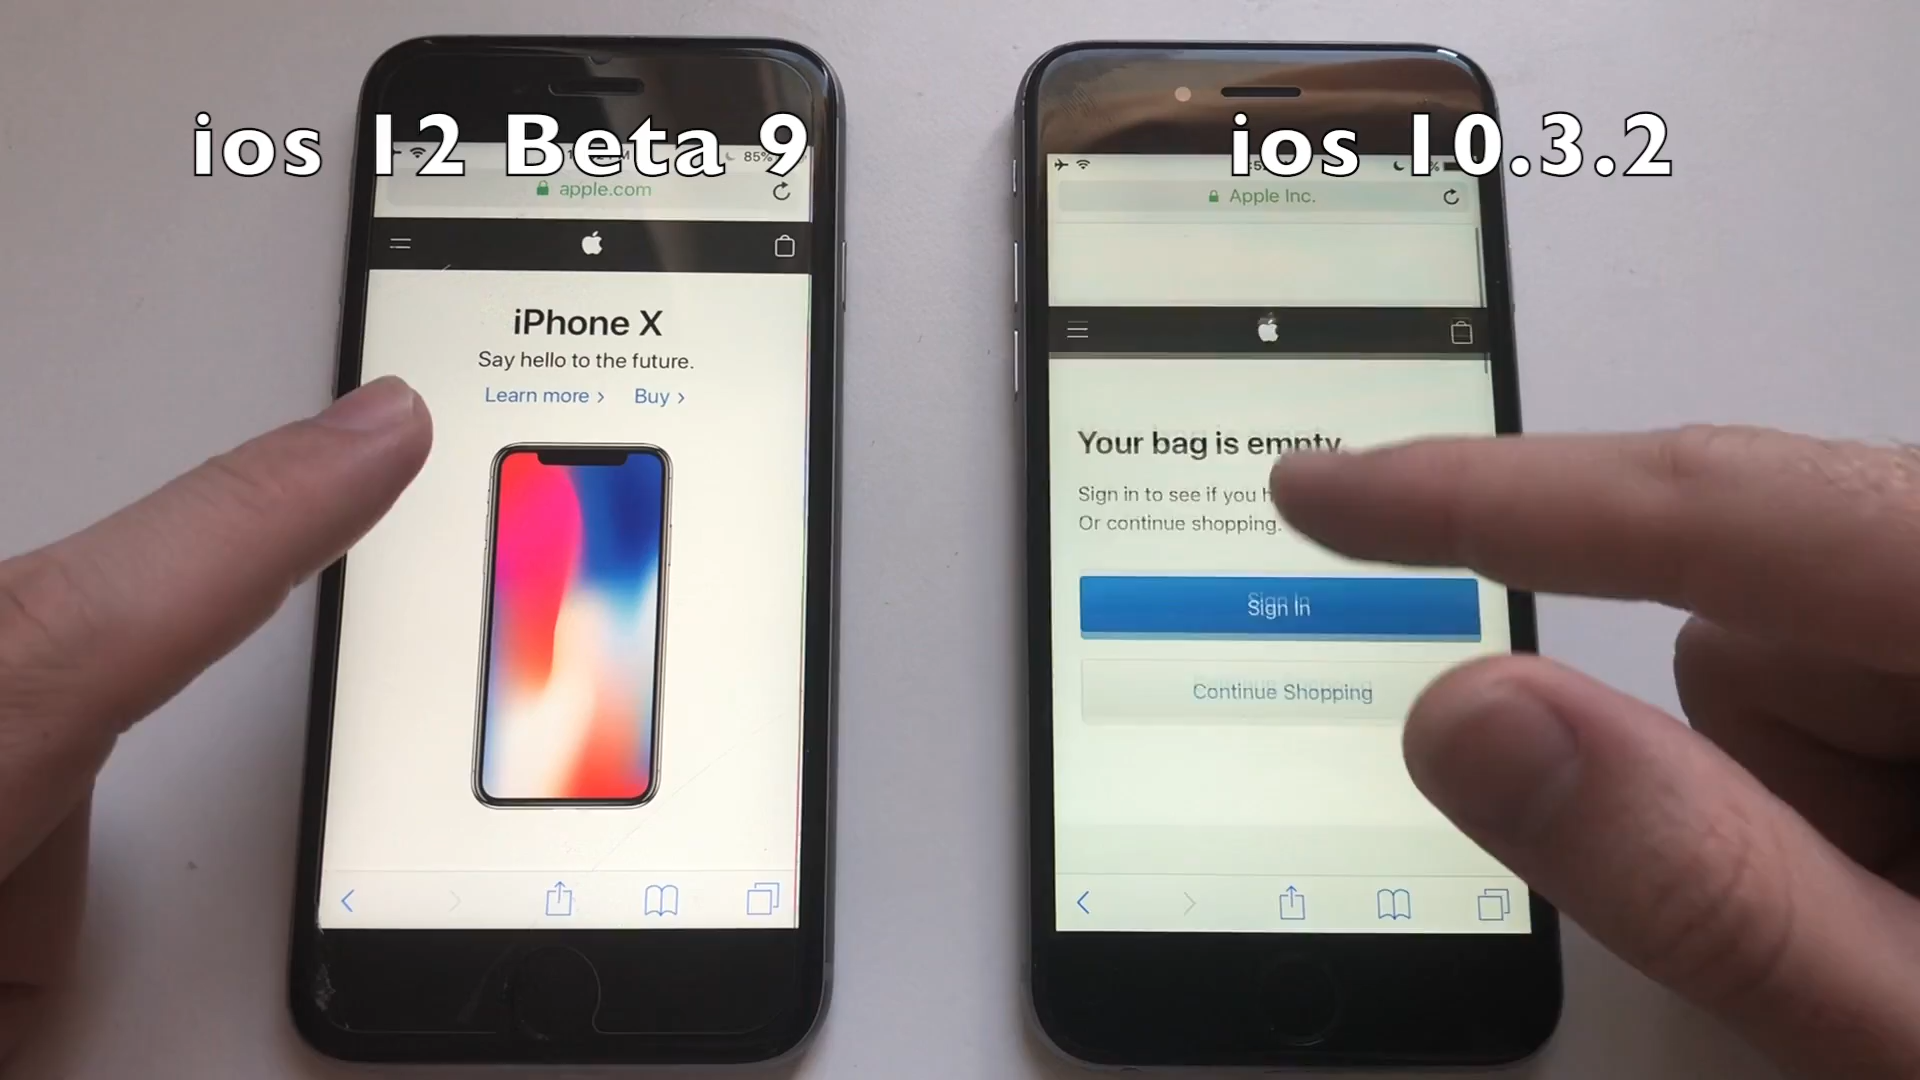 ios 12 Beta 9
85%
apple.com
iPhone X
Say hello to the future.
Learn more >
Buy >
ios 10.3.2
%
Apple Inc.
Your bag is empty
Sign in to see if you
Or continue shopping.
Sign In
Continue Shopping